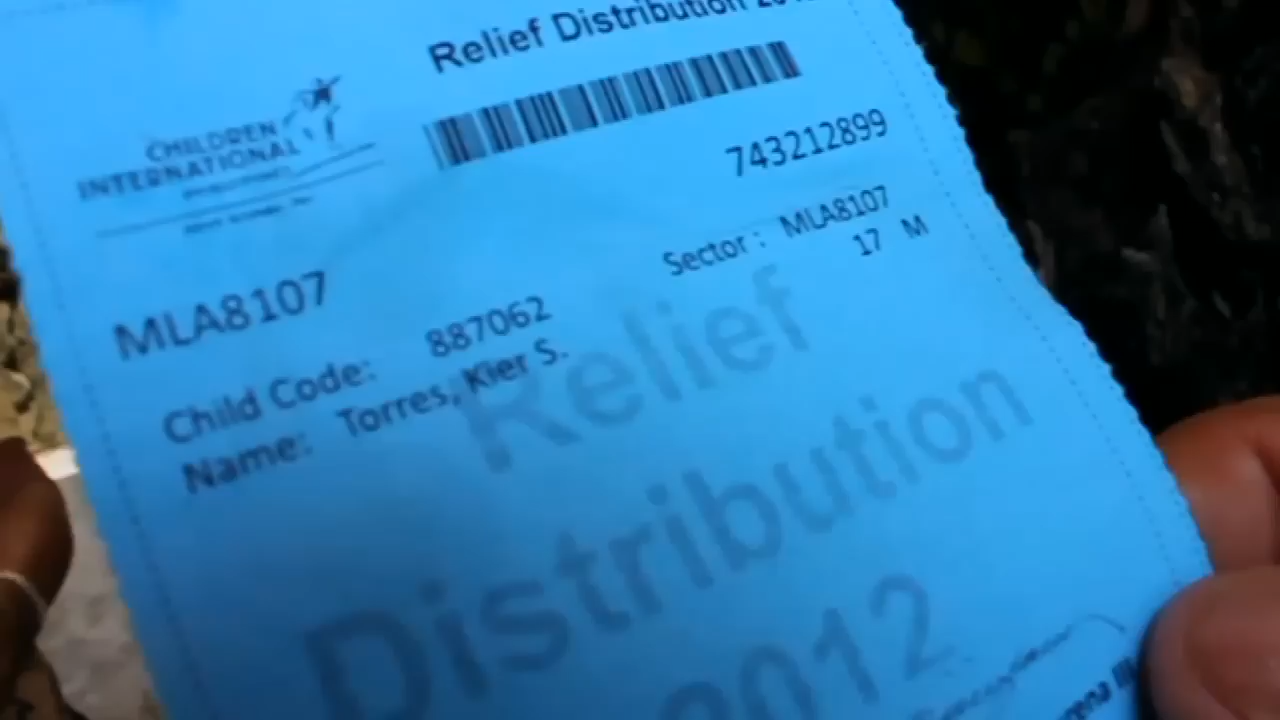 Relief Distribution
CHILDREN
INTERNATIONAL
743212899
Sector : MLA8107
17 M
MLA8107
Child Code: 887062
Name: Torres, Kier S.
Relief
Distribution
2012